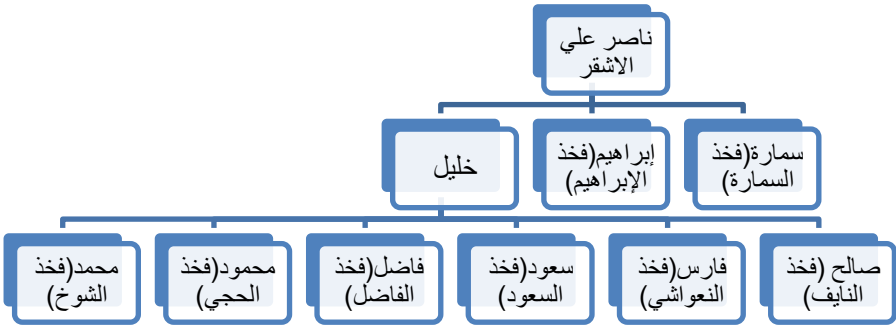 ناصر علي
الاشقر
سمارة(فخذ
السمارة)
إبراهيم(فخذ
الإبراهيم)
خليل
صالح (فخذ
النايف)
فارس(فخذ
النعواشي)
سعود(فخذ
السعود)
فاضل(فخذ
الفاضل)
محمود(فخذ
الحجي)
محمد(فخذ
الشوخ)